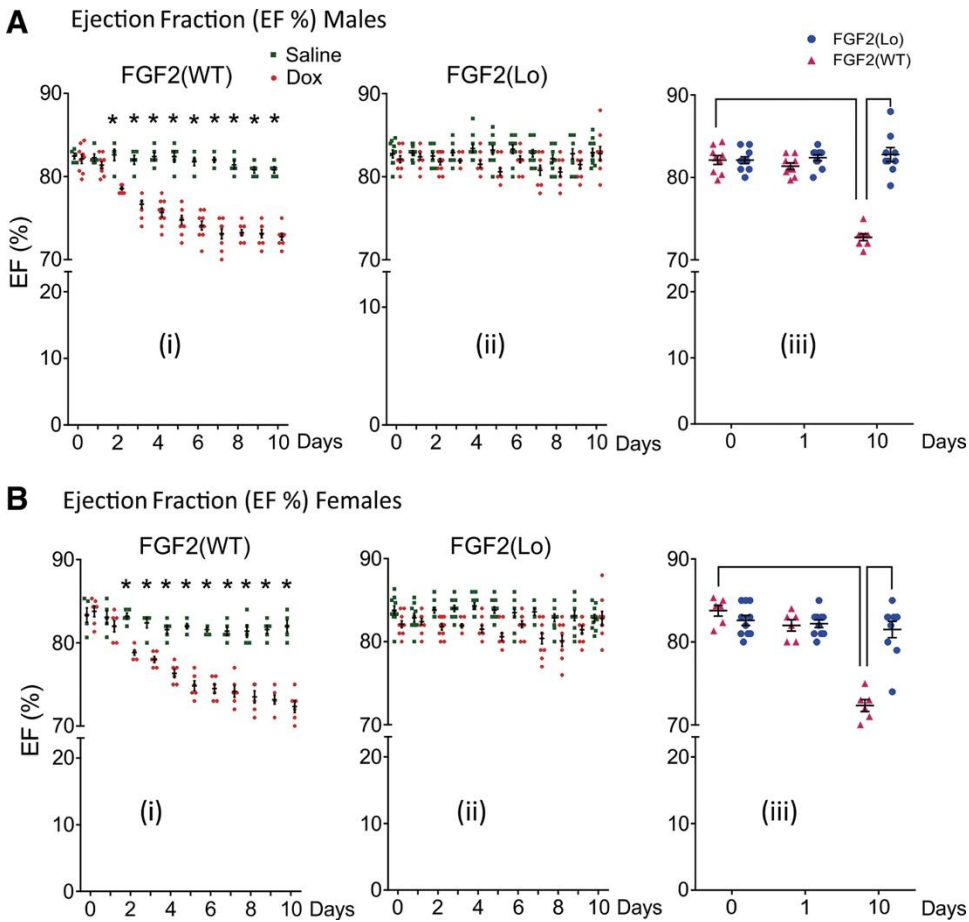 A Ejection Fraction (EF %) Males
Saline
Dox
FGF2(WT)
FGF2(Lo)
FGF2(Lo)
FGF2(WT)
EF (%)
90
* * * * * * * * *
80
70
20
10
0
(i)
0 2 4 6 8 10 Days
90
80
70
10
0
(ii)
0 2 4 6 8 10 Days
90
80
70
20
10
0
(iii)
0 1 10 Days
B Ejection Fraction (EF %) Females
FGF2(WT)
FGF2(Lo)
EF (%)
90
* * * * * * * * *
80
70
20
10
0
(i)
0 2 4 6 8 10 Days
90
80
70
20
10
0
(ii)
0 2 4 6 8 10 Days
90
80
70
20
10
0
(iii)
0 1 10 Days